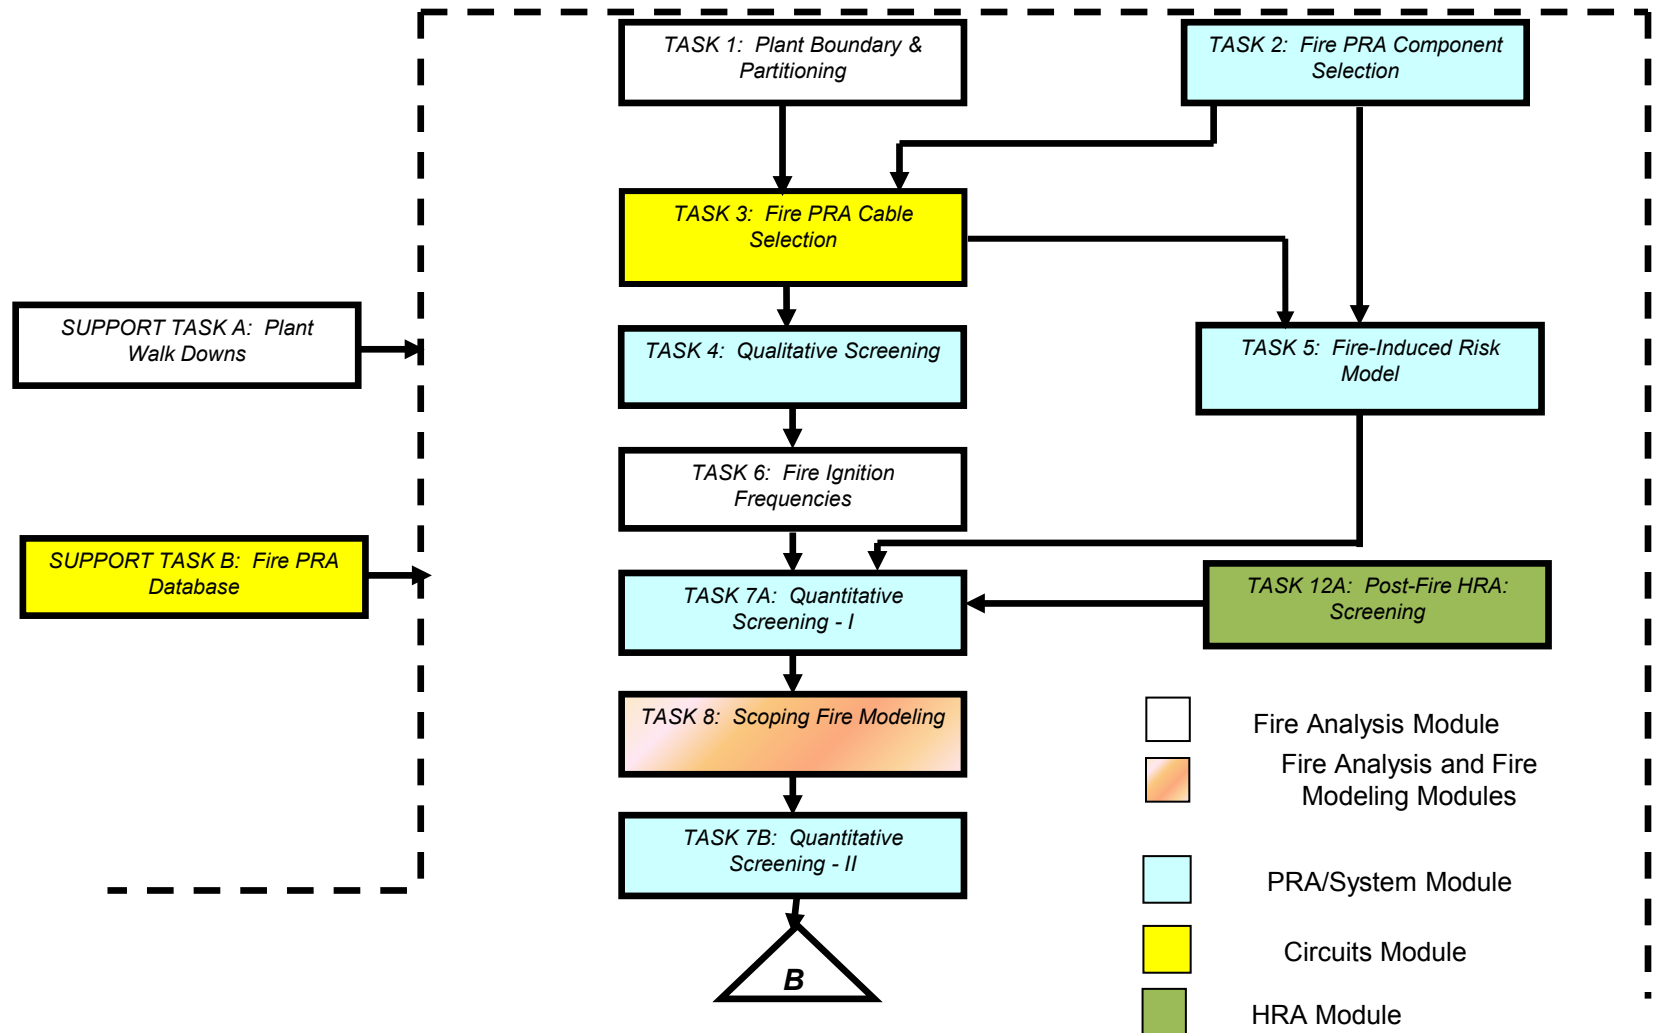 TASK 1: Plant Boundary &
Partitioning
TASK 2: Fire PRA Component
Selection
TASK 3: Fire PRA Cable
Selection
SUPPORT TASK A: Plant
Walk Downs
TASK 4: Qualitative Screening
TASK 5: Fire-Induced Risk
Model
TASK 6: Fire Ignition
Frequencies
SUPPORT TASK B: Fire PRA
Database
TASK 7A: Quantitative
Screening - I
TASK 12A: Post-Fire HRA:
Screening
TASK 8: Scoping Fire Modeling
TASK 7B: Quantitative
Screening - II
B
Fire Analysis Module
Fire Analysis and Fire
Modeling Modules
PRA/System Module
Circuits Module
HRA Module